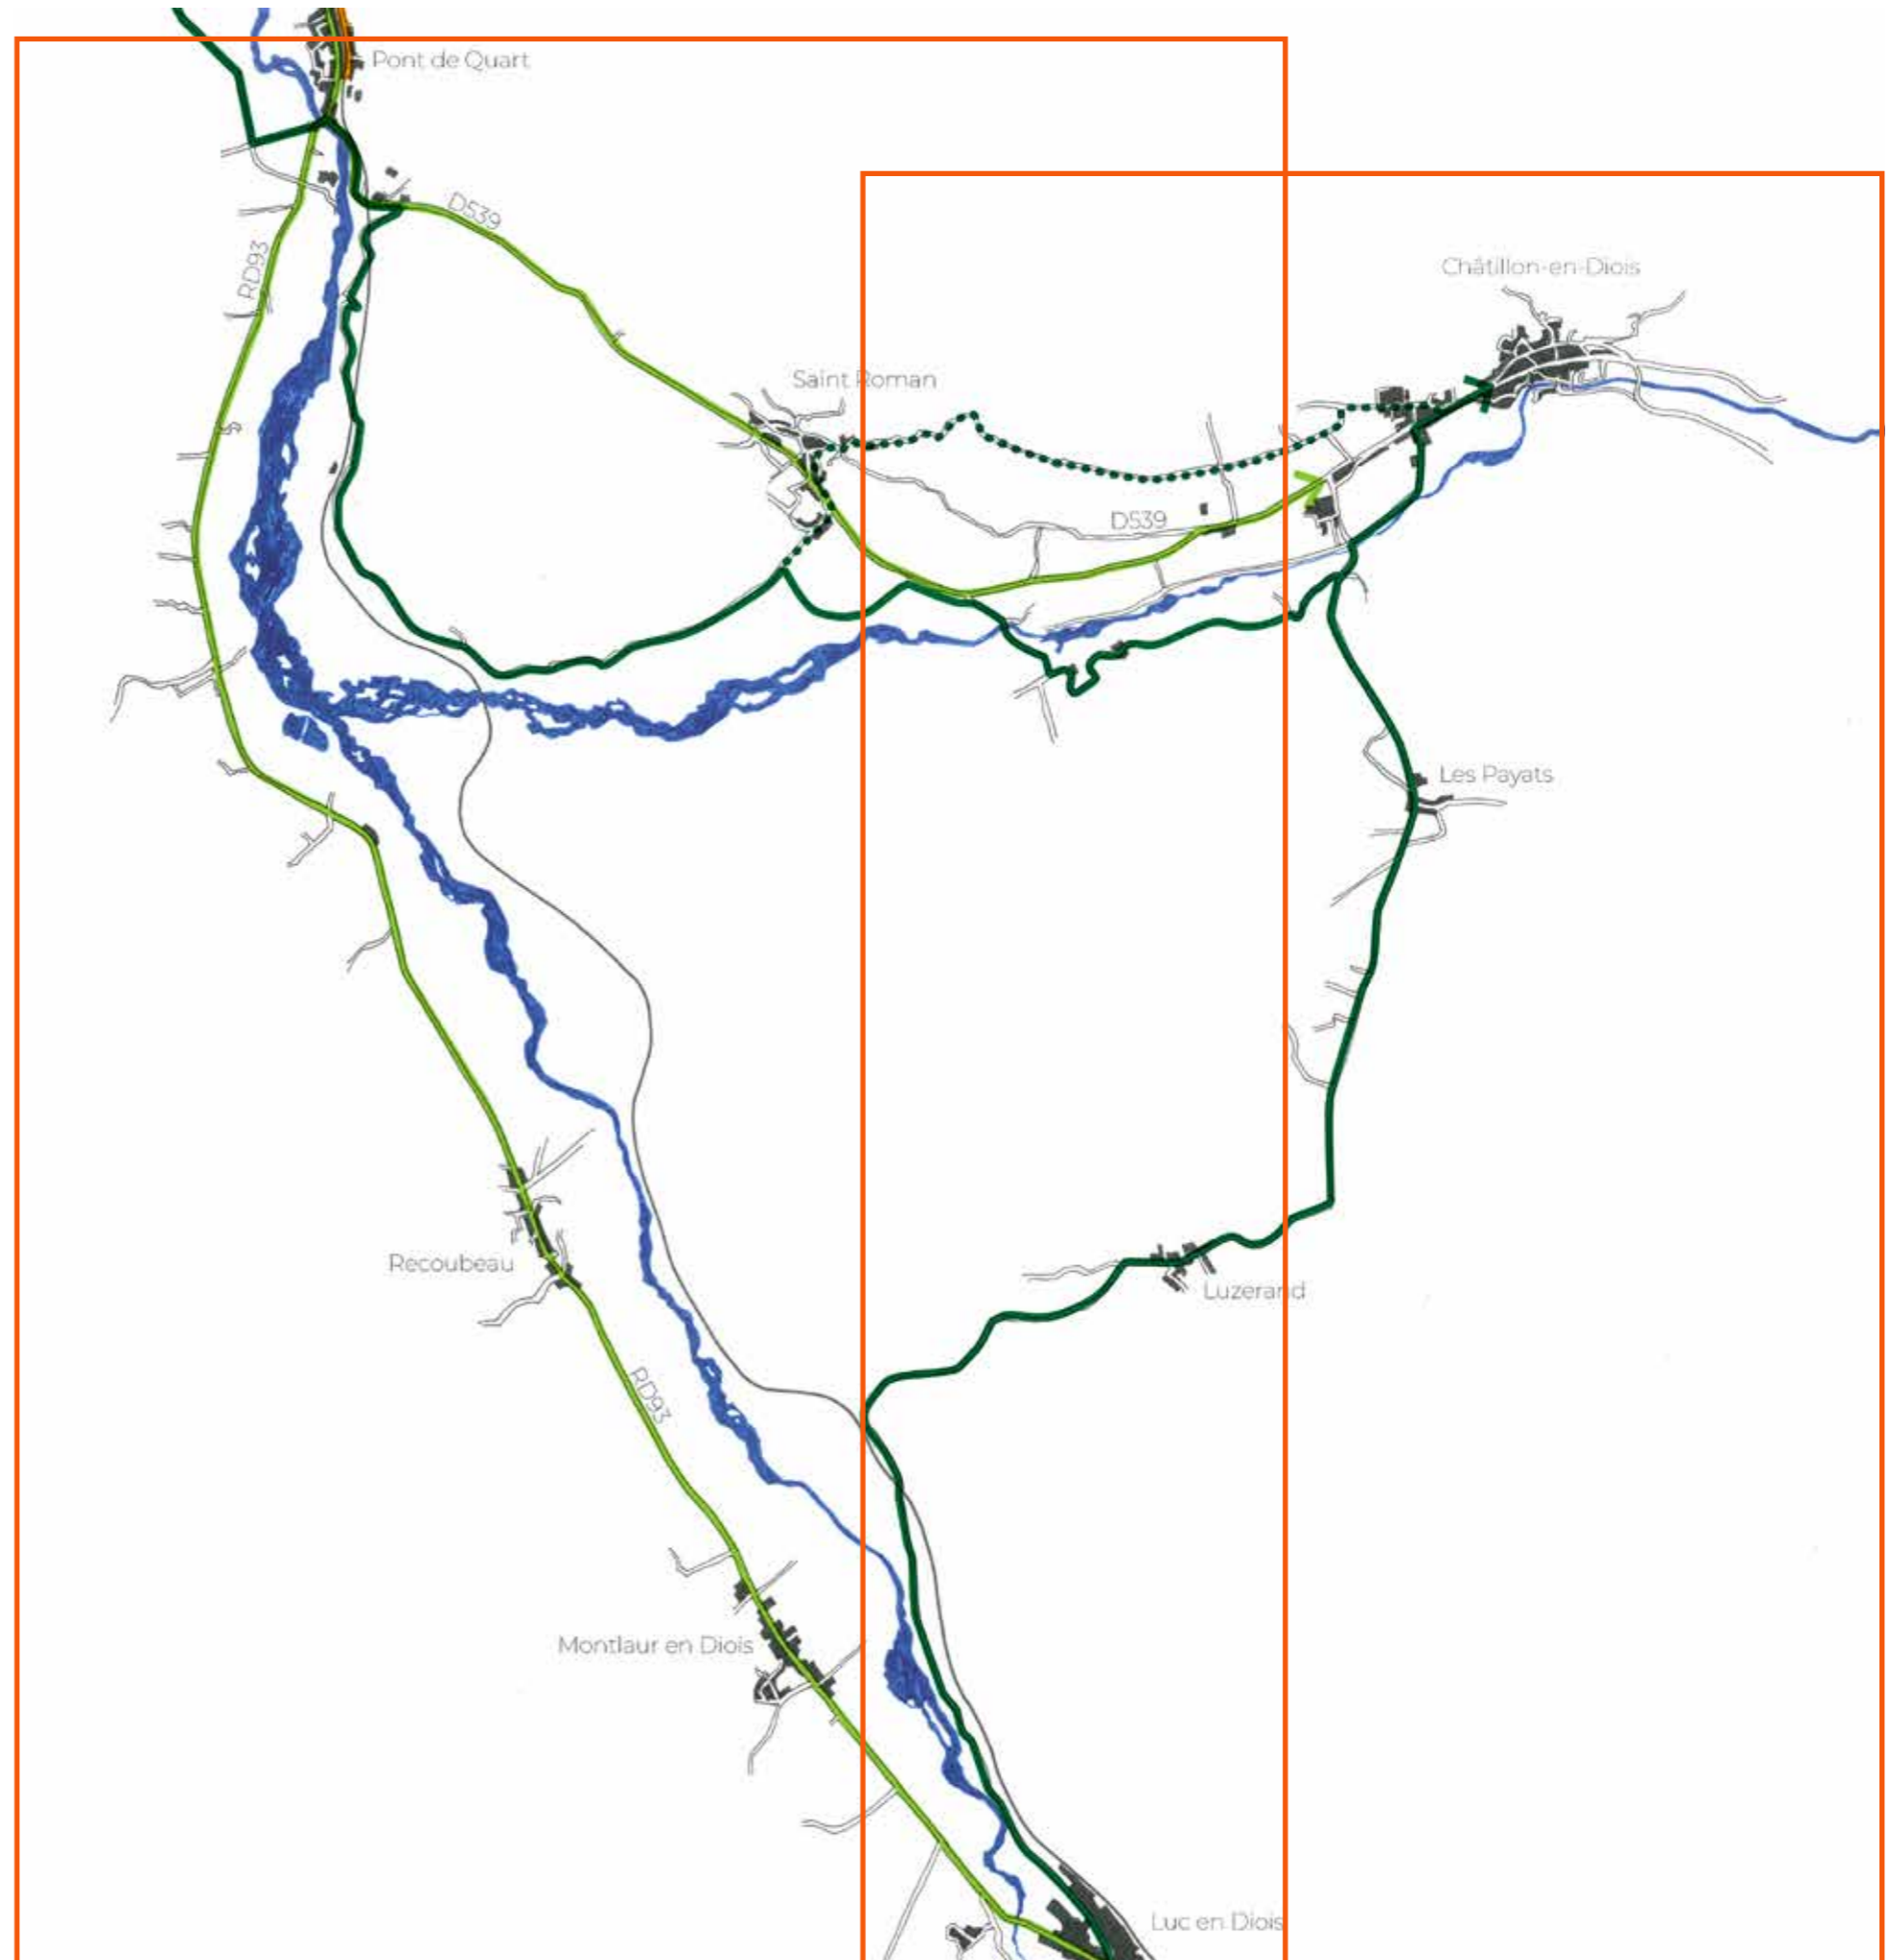 Pont de Quart
D539
RD93
Châtillon-en-Diois
Saint Roman
D539
Les Payats
Recoubeau
Luzerand
RD93
Montlaur en Diois
Luc en Diois